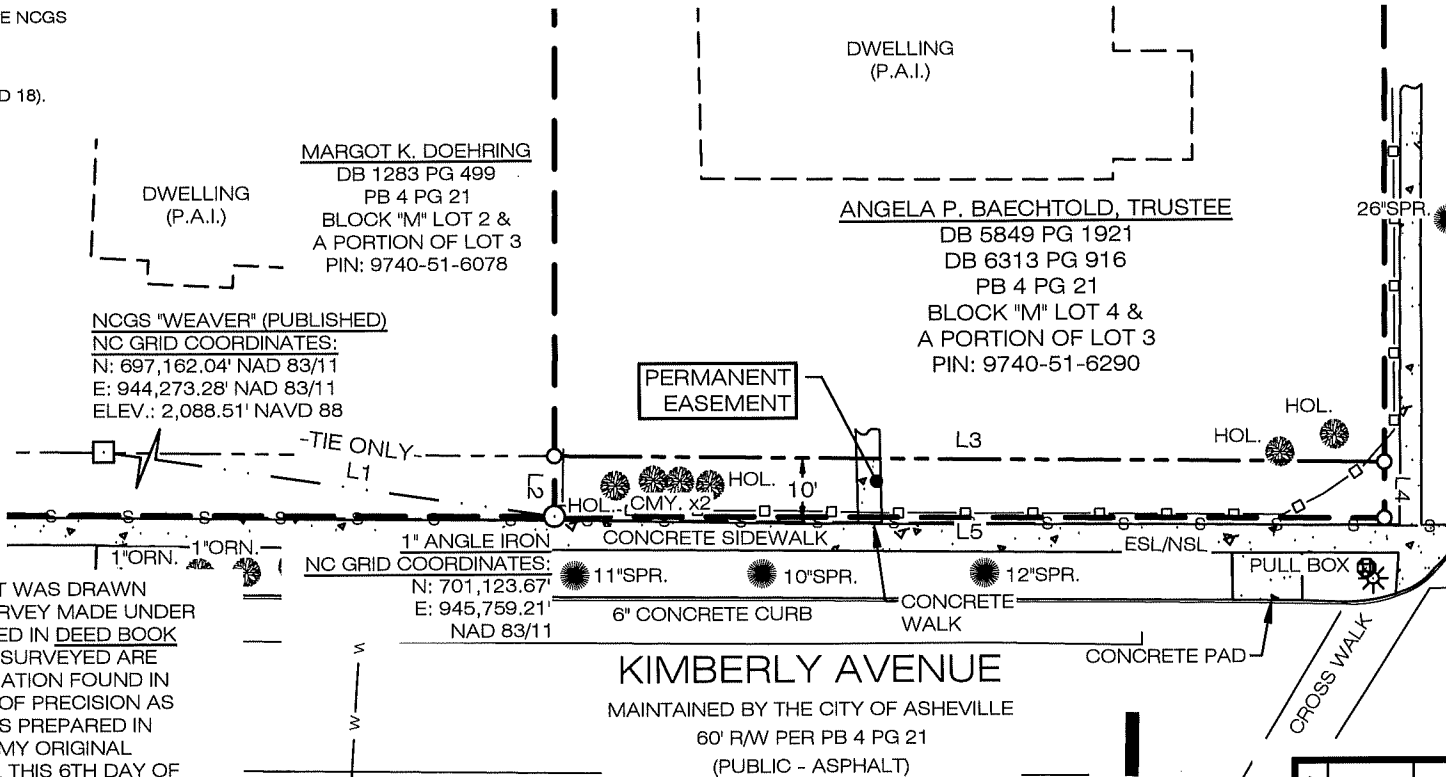 E NCGS
D 18).
DWELLING
(P.A.I.)
MARGOT K. DOEHRING
DB 1283 PG 499
PB 4 PG 21
BLOCK "M" LOT 2 &
A PORTION OF LOT 3
PIN: 9740-51-6078
DWELLING
(P.A.I.)
ANGELA P. BAECHTOLD, TRUSTEE
DB 5849 PG 1921
DB 6313 PG 916
PB 4 PG 21
BLOCK "M" LOT 4 &
A PORTION OF LOT 3
PIN: 9740-51-6290
26"SPR.
NCGS "WEAVER" (PUBLISHED)
NC GRID COORDINATES:
N: 697,162.04' NAD 83/11
E: 944,273.28' NAD 83/11
ELEV.: 2,088.51' NAVD 88
PERMANENT
EASEMENT
HOL.
HOL.
-TIE ONLY-
L1
L2
L3
L4
HOL.
10'
HOL.
CMY. x2
S S S S S S S S S S S
L5
1"ORN.
1"ORN.
1" ANGLE IRON
NC GRID COORDINATES:
N: 701,123.67'
E: 945,759.21'
NAD 83/11
CONCRETE SIDEWALK
ESL/NSL
11"SPR.
10"SPR.
12"SPR.
PULL BOX
6" CONCRETE CURB
CONCRETE
WALK
CONCRETE PAD
CROSS WALK
T WAS DRAWN
RVEY MADE UNDER
ED IN DEED BOOK
SURVEYED ARE
ATION FOUND IN
OF PRECISION AS
S PREPARED IN
MY ORIGINAL
THIS 6TH DAY OF
W
W
KIMBERLY AVENUE
MAINTAINED BY THE CITY OF ASHEVILLE
60' R/W PER PB 4 PG 21
(PUBLIC - ASPHALT)